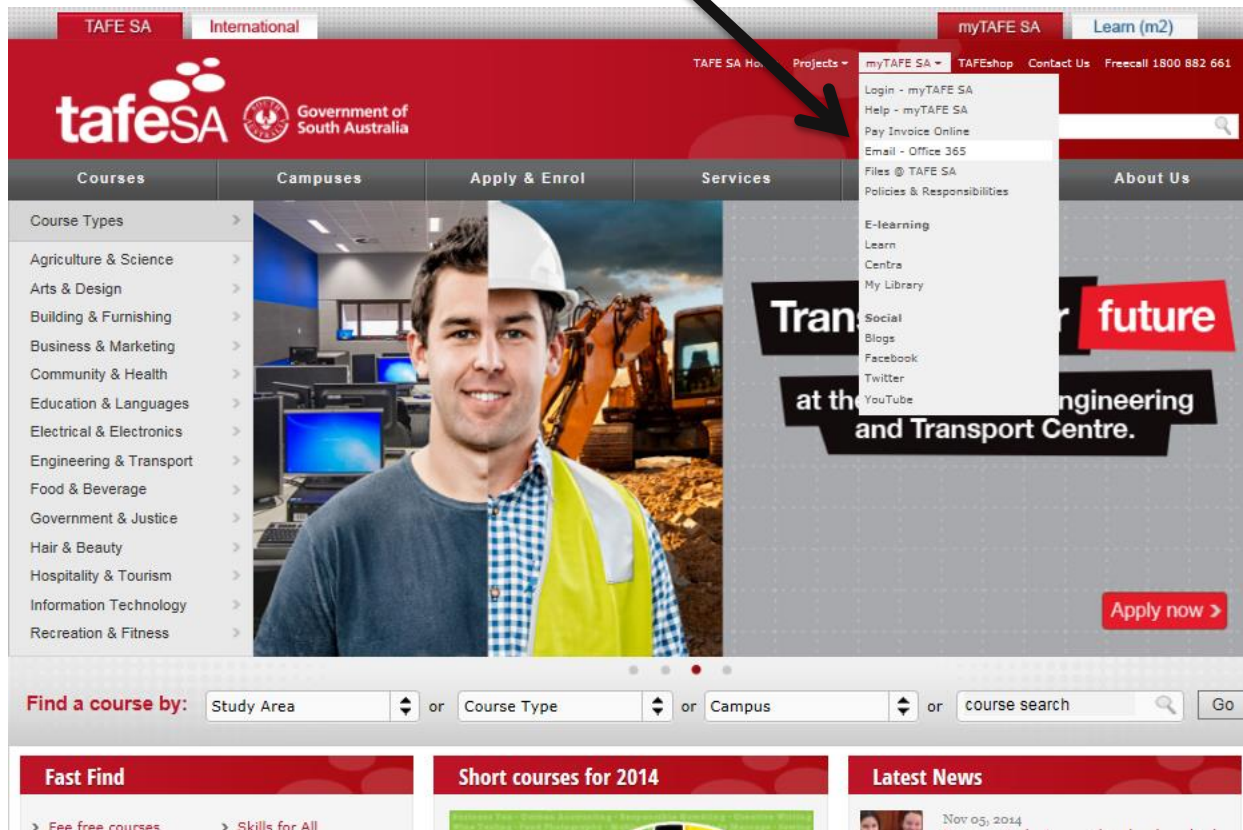 TAFE SA
International
myTAFE SA
Learn (m2)
TAFE SA
Projects
myTAFE SA
TAFEshop
Contact Us
Freecall 1800 882 661
tafeSA
Government of
South Australia
Login - myTAFE SA
Help - myTAFE SA
Pay Invoice Online
Email - Office 365
Files @ TAFE SA
Policies & Responsibilities
E-learning
Learn
Centra
My Library
Social
Blogs
Facebook
Twitter
YouTube
Courses
Campuses
Apply & Enrol
Services
About Us
Course Types
Agriculture & Science
Arts & Design
Building & Furnishing
Business & Marketing
Community & Health
Education & Languages
Electrical & Electronics
Engineering & Transport
Food & Beverage
Government & Justice
Hair & Beauty
Hospitality & Tourism
Information Technology
Recreation & Fitness
future
at
and Transport Centre.
Apply now >
Find a course by:
Study Area
or
Course Type
or
Campus
or
course search
Go
Fast Find
Short courses for 2014
Latest News
> Fee free courses
> Skills for All
Nov 05, 2014